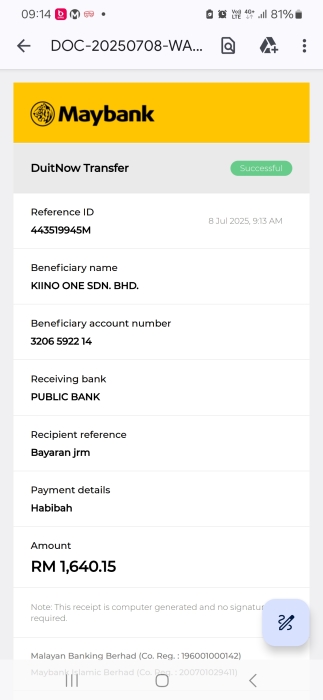 09:14 81%
DOC-20250708-WA...
Maybank
DuitNow Transfer Successful
Reference ID
443519945M 8 Jul 2025, 9:13 AM
Beneficiary name
KIINO ONE SDN. BHD.
Beneficiary account number
3206 5922 14
Receiving bank
PUBLIC BANK
Recipient reference
Bayaran jrm
Payment details
Habibah
Amount
RM 1,640.15
Note: This receipt is computer generated and no signatur
required.
Malayan Banking Berhad (Co. Reg. : 196001000142)
Maybank Islamic Berhad (Co. Reg. : 200701029411)